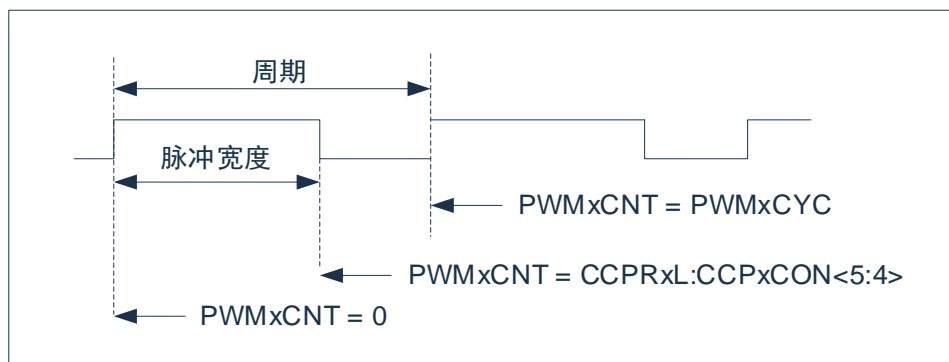 周期
脉冲宽度
PWMxCNT = PWMxCYC
PWMxCNT = CCPRxL:CCPxCON<5:4>
PWMxCNT = 0